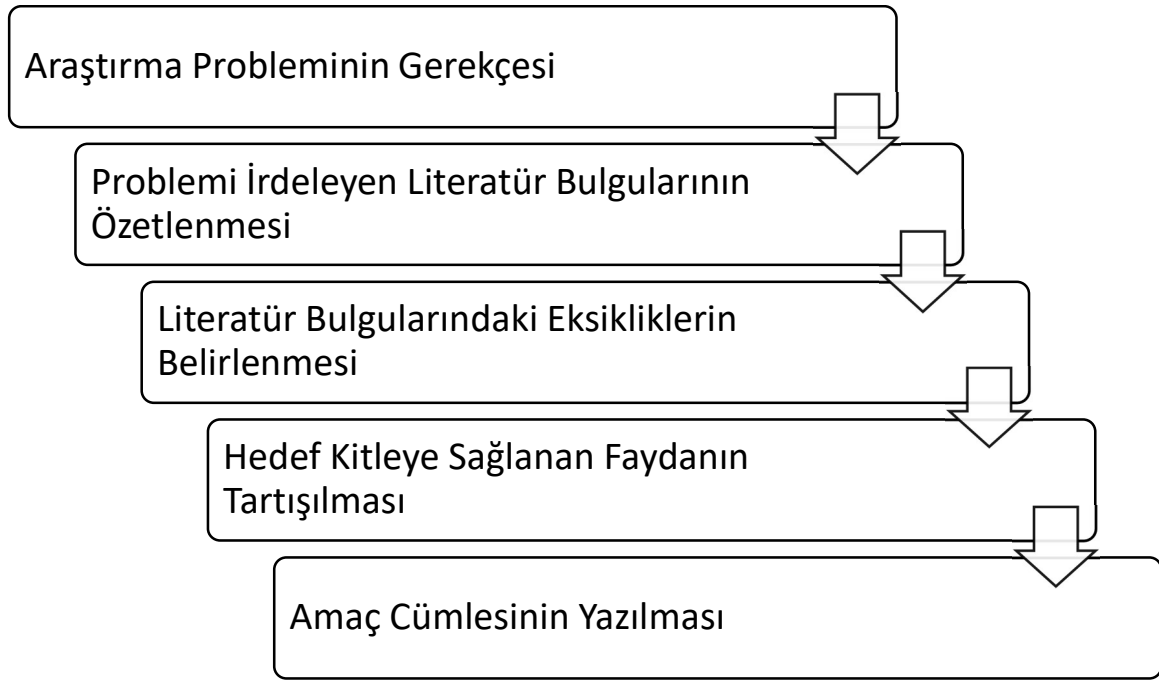 Araştırma Probleminin Gerekçesi
Problemi İrdeleyen Literatür Bulgularının
Özetlenmesi
Literatür Bulgularındaki Eksikliklerin
Belirlenmesi
Hedef Kitleye Sağlanan Faydanın
Tartışılması
Amaç Cümlesinin Yazılması